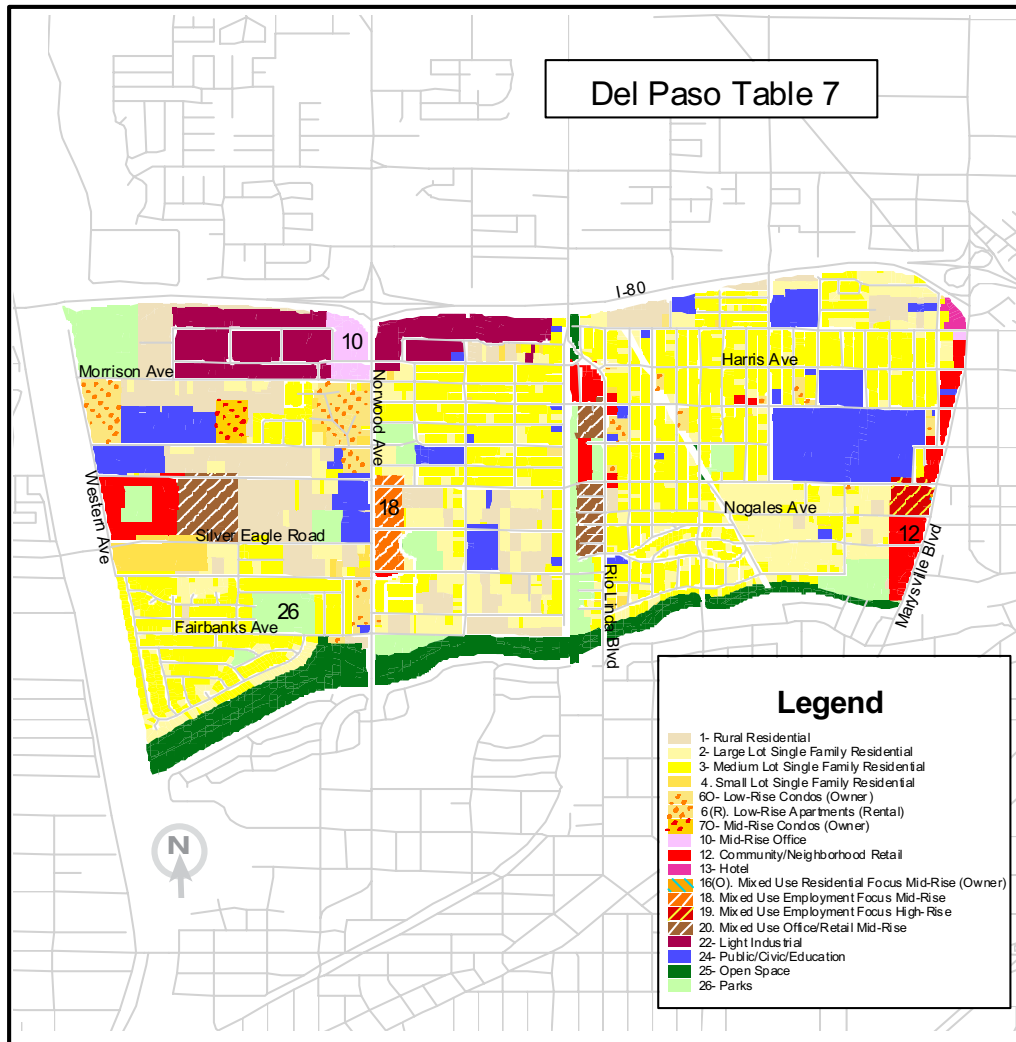 Del Paso Table 7
I-80
10
Harris Ave
Morrison Ave
Norwood Ave
Western Ave
18
Nogales Ave
12
Silver Eagle Road
Marysville Blvd
Rio Linda Blvd
26
Fairbanks Ave
N
Legend
1- Rural Residential
2- Large Lot Single Family Residential
3- Medium Lot Single Family Residential
4. Small Lot Single Family Residential
6O- Low-Rise Condos (Owner)
6(R). Low-Rise Apartments (Rental)
7O- Mid-Rise Condos (Owner)
10- Mid-Rise Office
12. Community/Neighborhood Retail
13- Hotel
16(O). Mixed Use Residential Focus Mid-Rise (Owner)
18. Mixed Use Employment Focus Mid-Rise
19. Mixed Use Employment Focus High-Rise
20. Mixed Use Office/Retail Mid-Rise
22- Light Industrial
24- Public/Civic/Education
25- Open Space
26- Parks